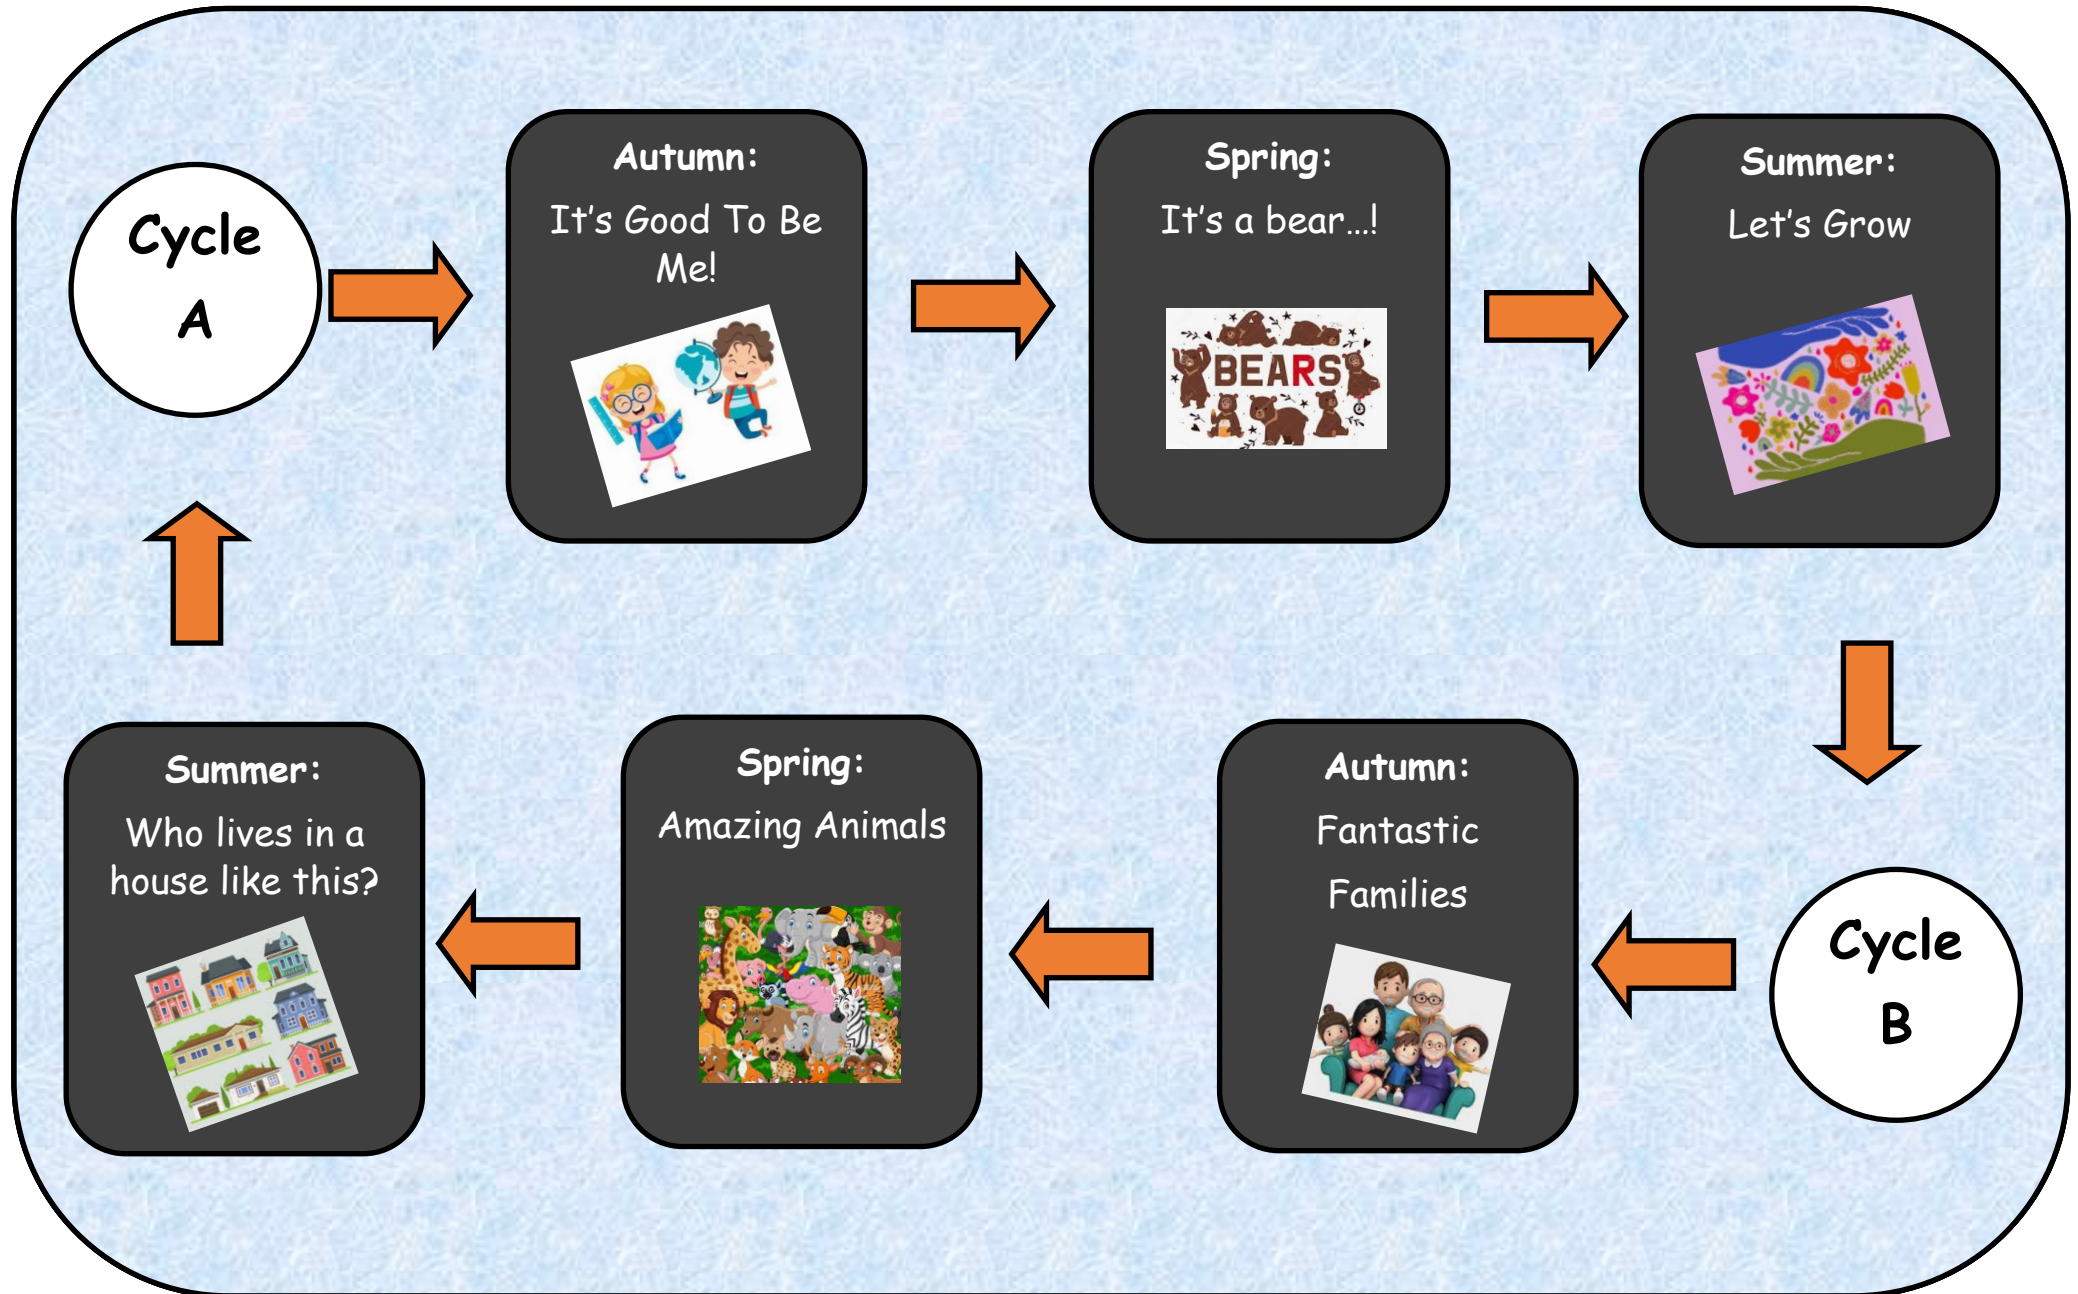 Cycle
A
Autumn:
It's Good To Be
Me!
Spring:
It's a bear...!
BEARS
Summer:
Let's Grow
Cycle
B
Autumn:
Fantastic
Families
Spring:
Amazing Animals
Summer:
Who lives in a
house like this?